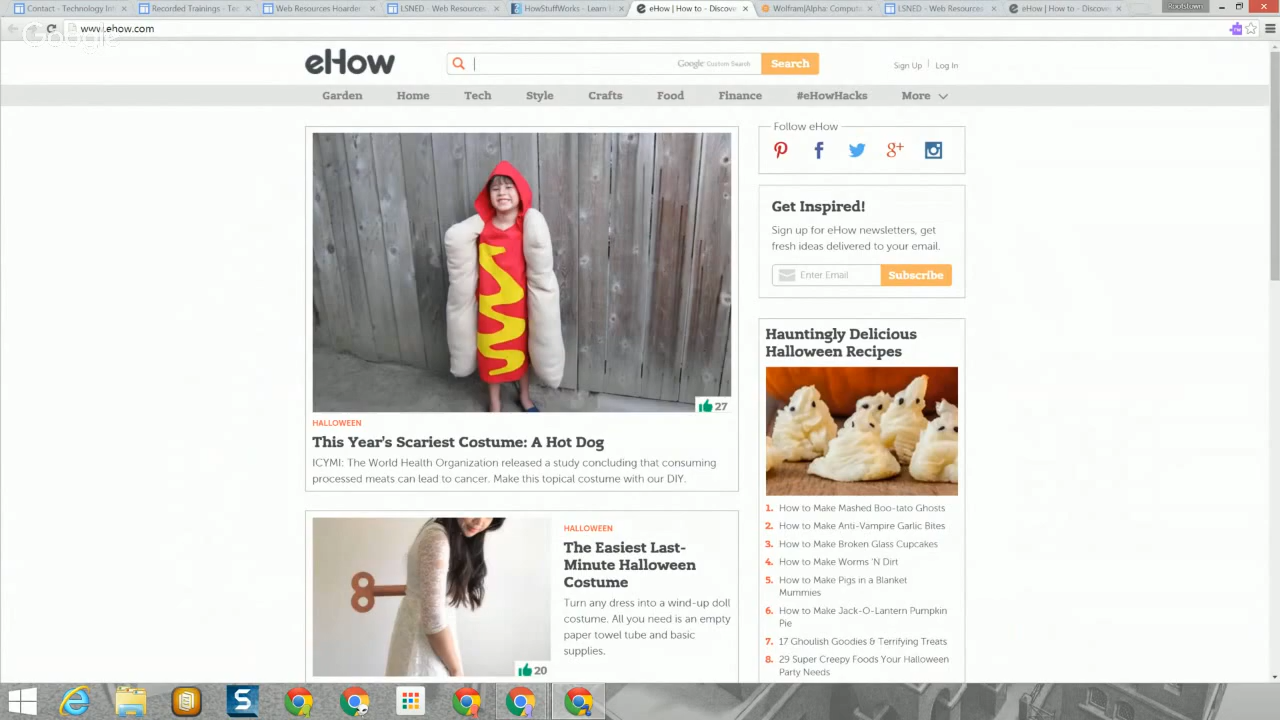 Contact - Technology Inte
Recorded Trainings - Tec
Web Resources Hoarder
LSNED - Web Resources
HowStuffWorks - Learn
eHow | How to - Discove
Wolfram|Alpha: Computa
LSNED - Web Resources
eHow | How to - Discove
Rootstown
www.ehow.com
Google
eHow
Google Custom Search
Search
Sign Up
Log In
Garden
Home
Tech
Style
Crafts
Food
Finance
#eHowHacks
More
27
HALLOWEEN
This Year's Scariest Costume: A Hot Dog
ICYMI: The World Health Organization released a study concluding that consuming
processed meats can lead to cancer. Make this topical costume with our DIY.
20
HALLOWEEN
The Easiest Last-
Minute Halloween
Costume
Turn any dress into a wind-up doll
costume. All you need is an empty
paper towel tube and basic
supplies.
Follow eHow
Get Inspired!
Sign up for eHow newsletters, get
fresh ideas delivered to your email.
Enter Email
Subscribe
Hauntingly Delicious
Halloween Recipes
1. How to Make Mashed Boo-tato Ghosts
2. How to Make Anti-Vampire Garlic Bites
3. How to Make Broken Glass Cupcakes
4. How to Make Worms 'N Dirt
5. How to Make Pigs in a Blanket
Mummies
6. How to Make Jack-O-Lantern Pumpkin
Pie
7. 17 Ghoulish Goodies & Terrifying Treats
8. 29 Super Creepy Foods Your Halloween
Party Needs